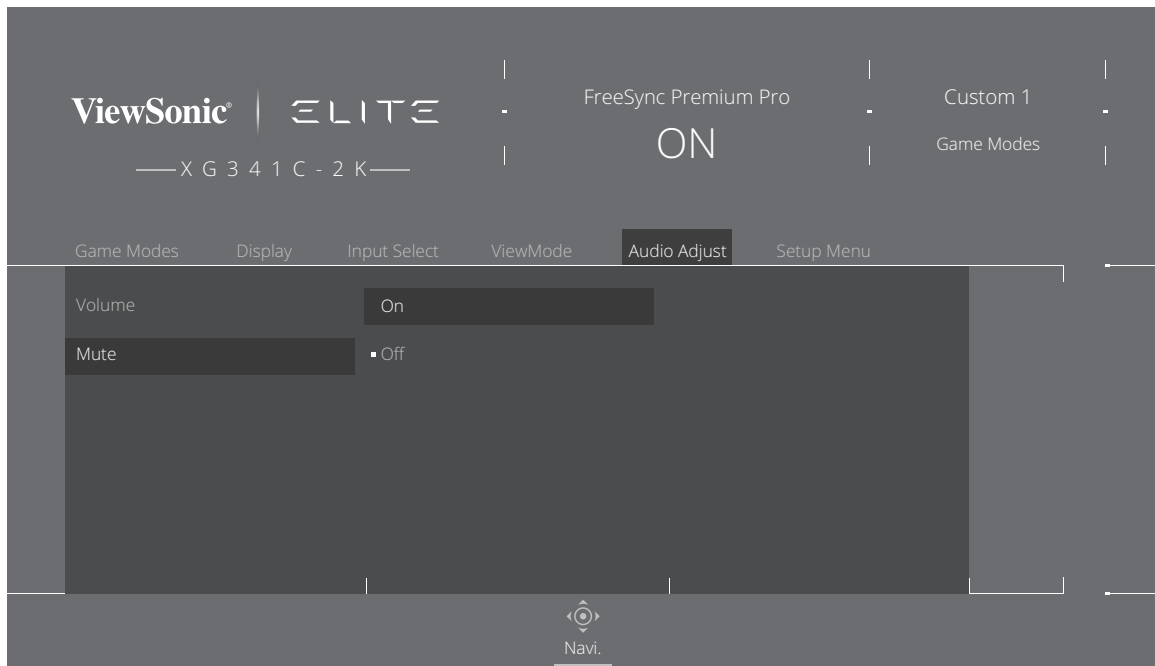 ViewSonic® ELITE
XG341C-2K
FreeSync Premium Pro
ON
Custom 1
Game Modes
Game Modes Display Input Select ViewMode Audio Adjust Setup Menu
Volume On
Mute Off
Navi.